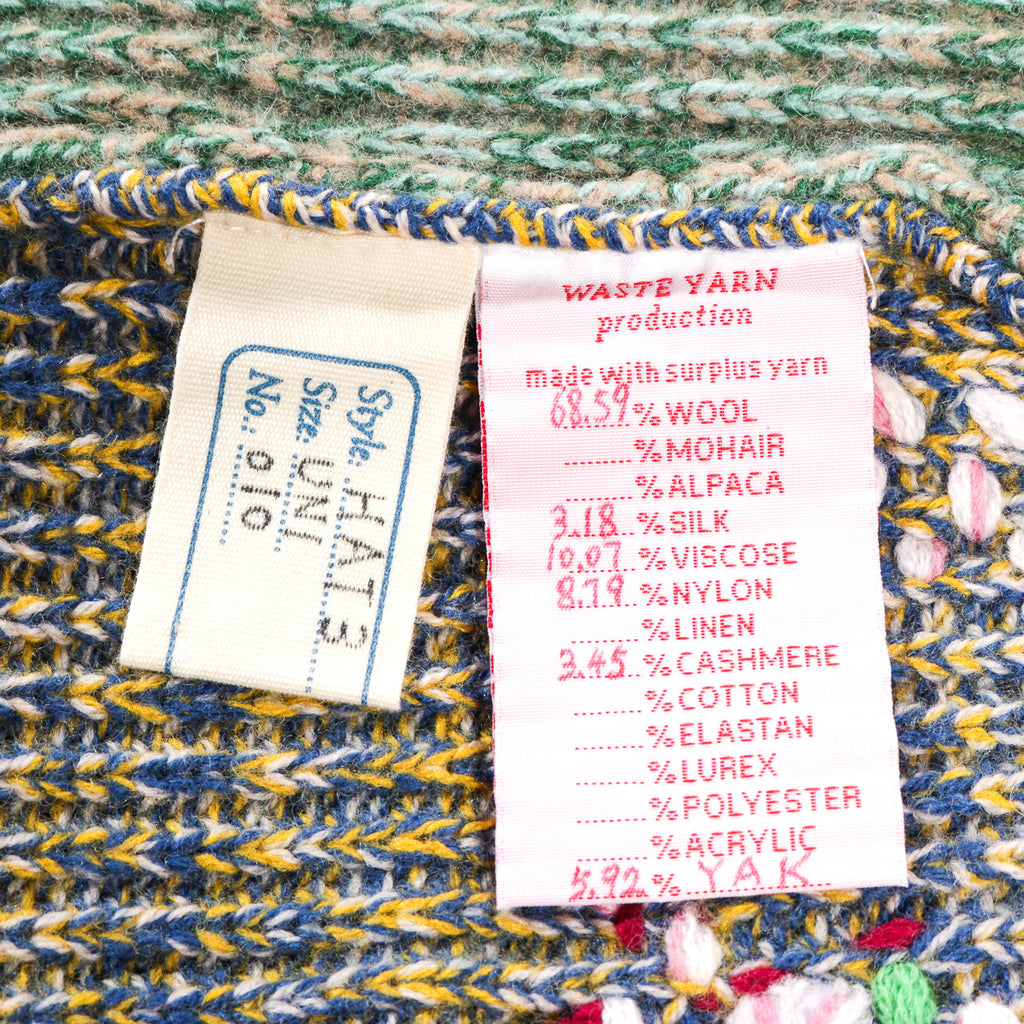 Style: HAT 3
Size: UNI
No.: 010
WASTE YARN
production
made with surplus yarn
68.59 % WOOL
........% MOHAIR
........% ALPACA
3.18 % SILK
10.07 % VISCOSE
8.79 % NYLON
........% LINEN
3.45 % CASHMERE
........% COTTON
........% ELASTAN
........% LUREX
........% POLYESTER
........% ACRYLIC
5.92 % YAK